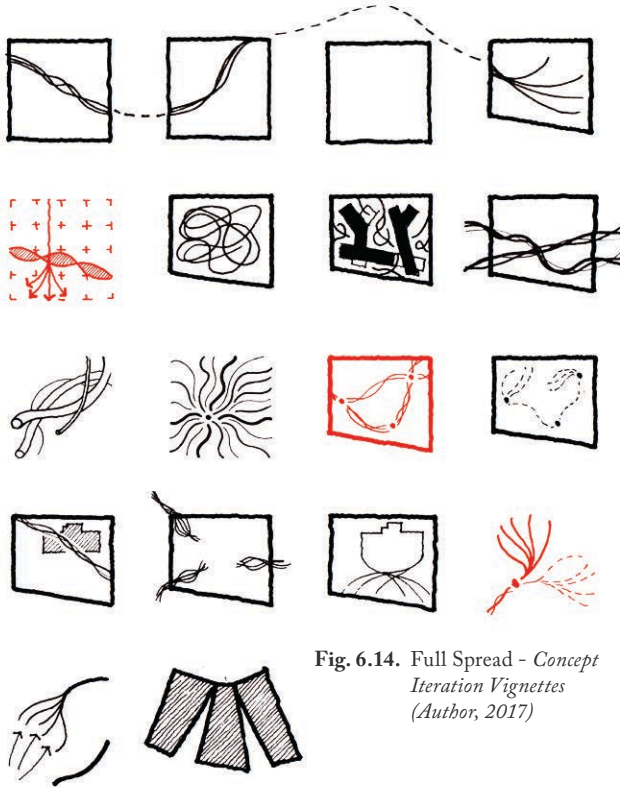 Fig. 6.14. Full Spread - Concept
Iteration Vignettes
(Author, 2017)